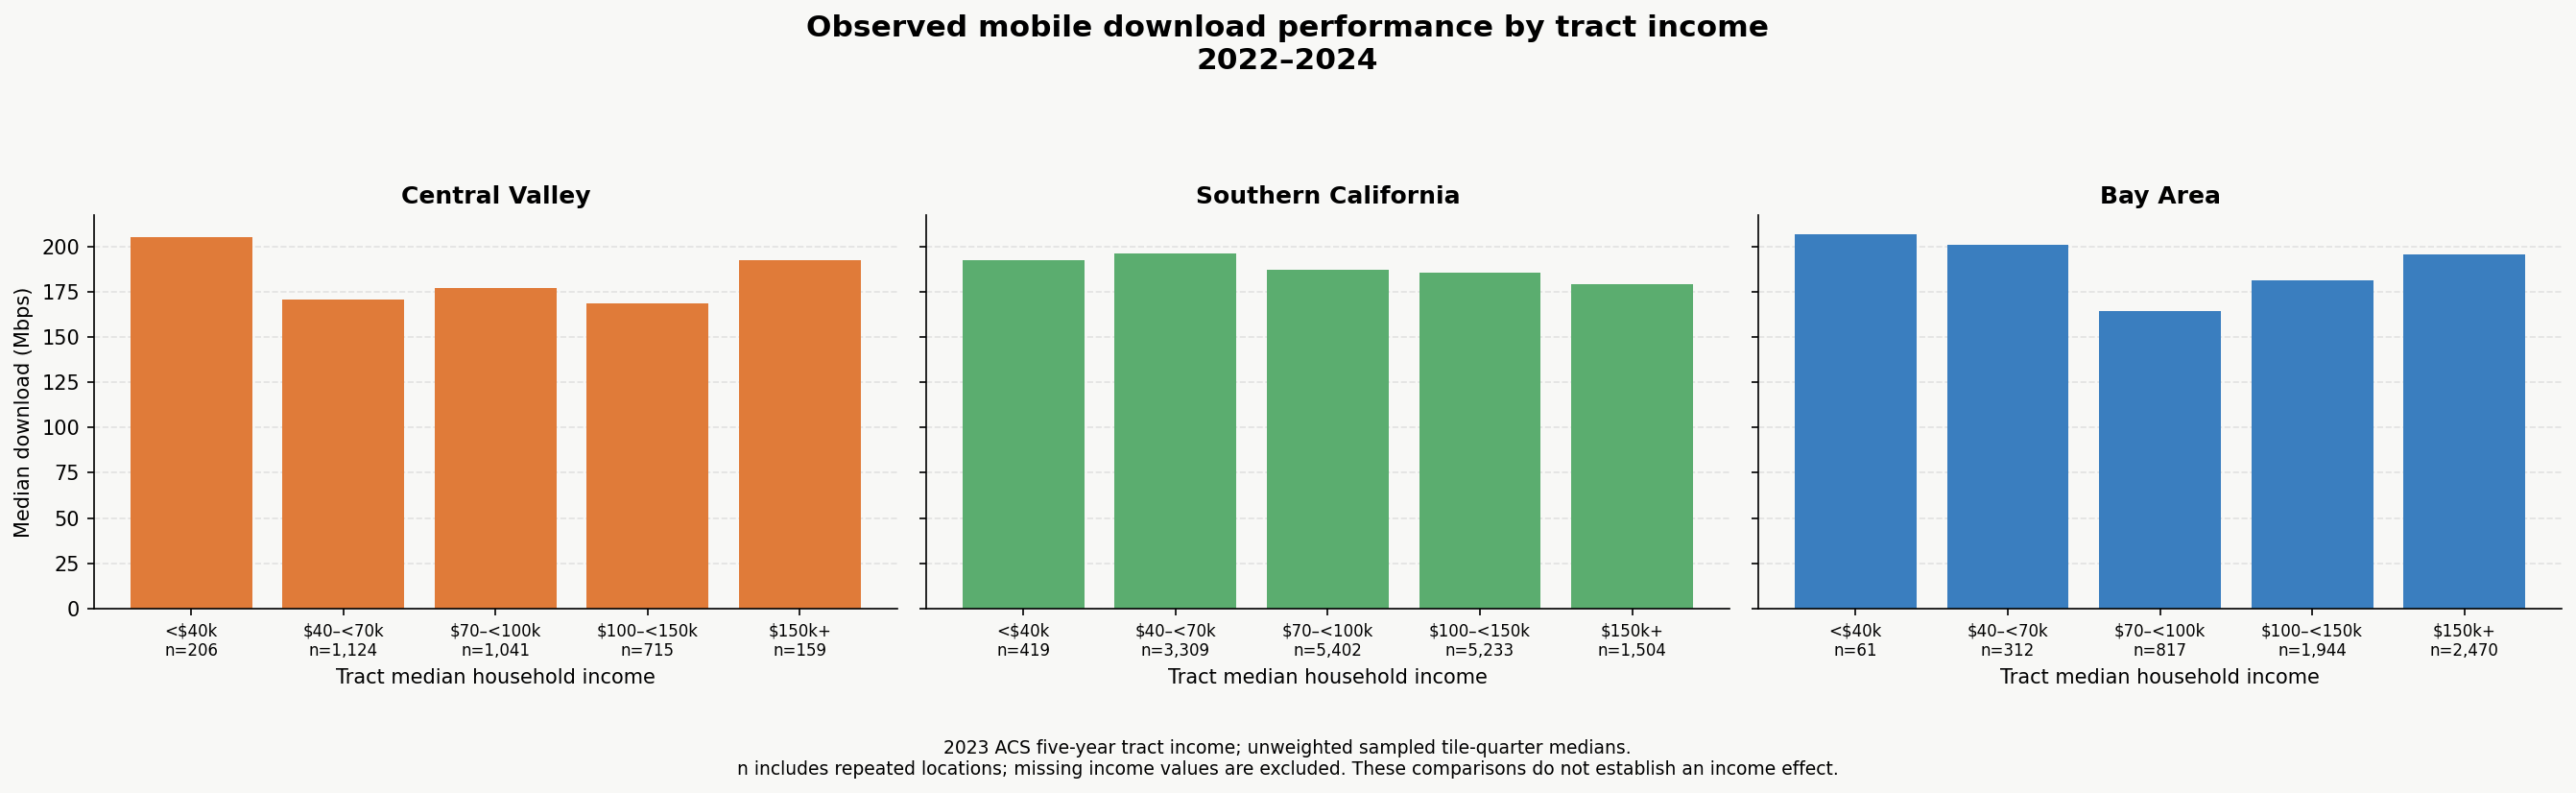 Observed mobile download performance by tract income
2022–2024
Central Valley
Southern California
Bay Area
Median download (Mbps)
200
175
150
125
100
75
50
25
0
<$40k
n=206
$40–<70k
n=1,124
$70–<100k
n=1,041
$100–<150k
n=715
$150k+
n=159
Tract median household income
<$40k
n=419
$40–<70k
n=3,309
$70–<100k
n=5,402
$100–<150k
n=5,233
$150k+
n=1,504
Tract median household income
<$40k
n=61
$40–<70k
n=312
$70–<100k
n=817
$100–<150k
n=1,944
$150k+
n=2,470
Tract median household income
2023 ACS five-year tract income; unweighted sampled tile-quarter medians.
n includes repeated locations; missing income values are excluded. These comparisons do not establish an income effect.